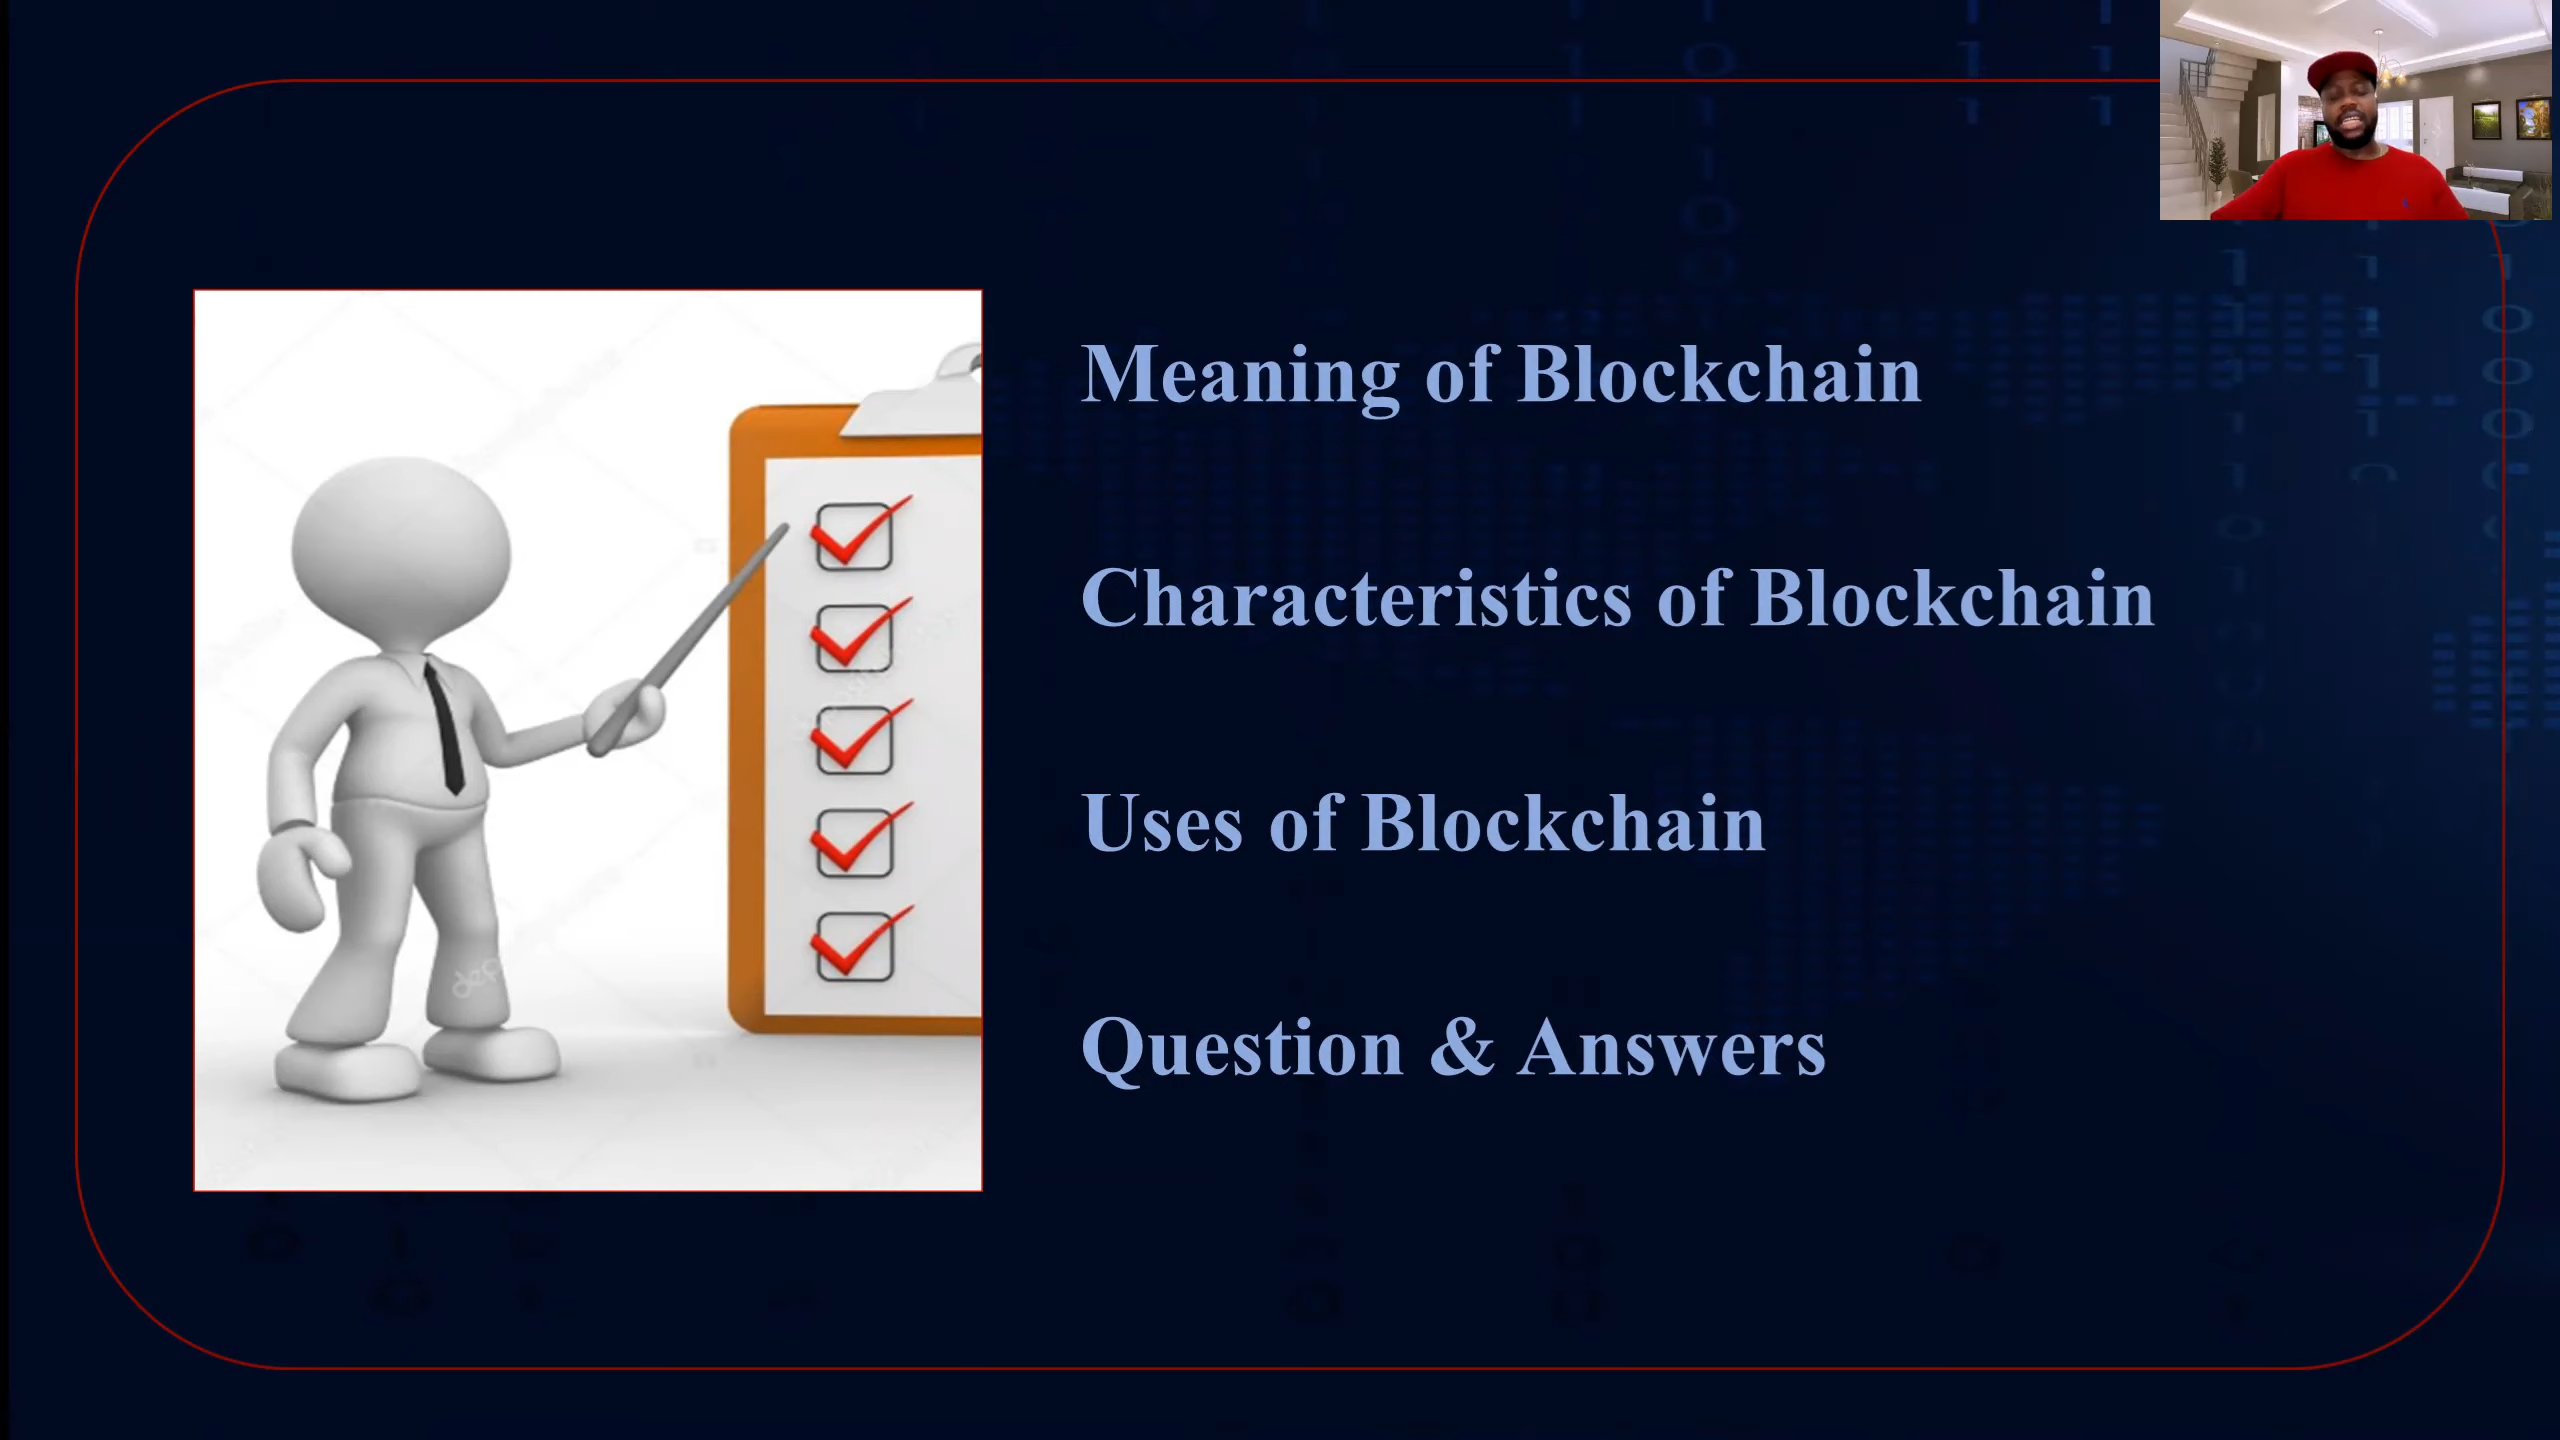 Meaning of Blockchain
Characteristics of Blockchain
Uses of Blockchain
Question & Answers